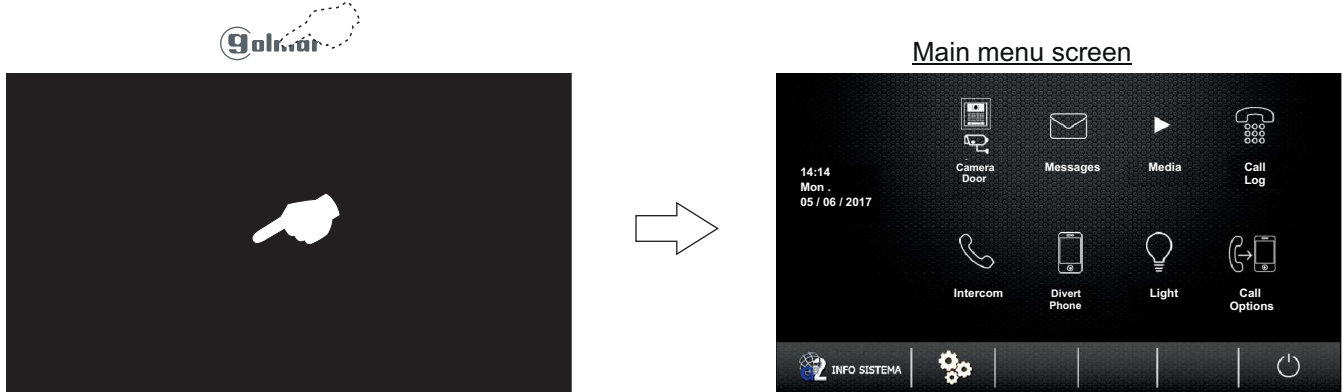 golmar
Main menu screen
14:14
Mon .
05 / 06 / 2017
Camera
Door
Messages
Media
Call
Log
Intercom
Divert
Phone
Light
Call
Options
2 INFO SISTEMA